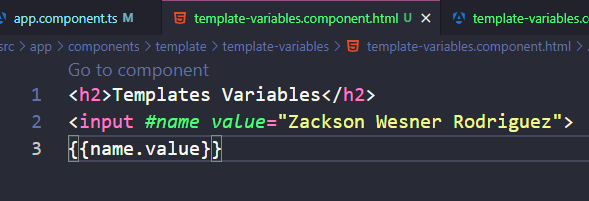 app.component.ts M template-variables.component.html U template-variables.c
src > app > components > template > template-variables > template-variables.component.html >
Go to component
1 <h2>Templates Variables</h2>
2 <input #name value="Zackson Wesner Rodriguez">
3 {{name.value}}